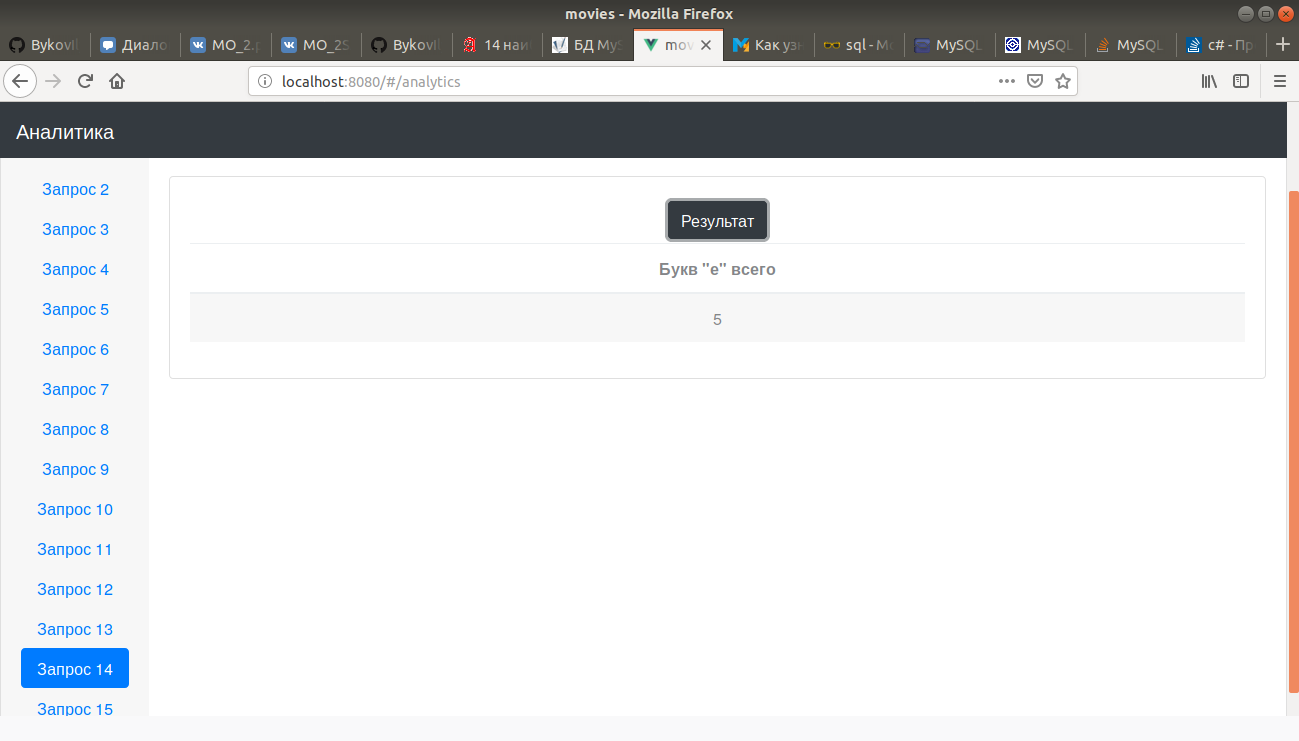 movies - Mozilla Firefox
BykovIl Диало MO_2.p MO_2S BykovIl 14 наи БД MyS mov Как узн sql - Mo MySQL MySQL MySQL c# - Пр
localhost:8080/#/analytics
Аналитика
Запрос 2
Запрос 3
Запрос 4
Запрос 5
Запрос 6
Запрос 7
Запрос 8
Запрос 9
Запрос 10
Запрос 11
Запрос 12
Запрос 13
Запрос 14
Запрос 15
Результат
Букв "е" всего
5